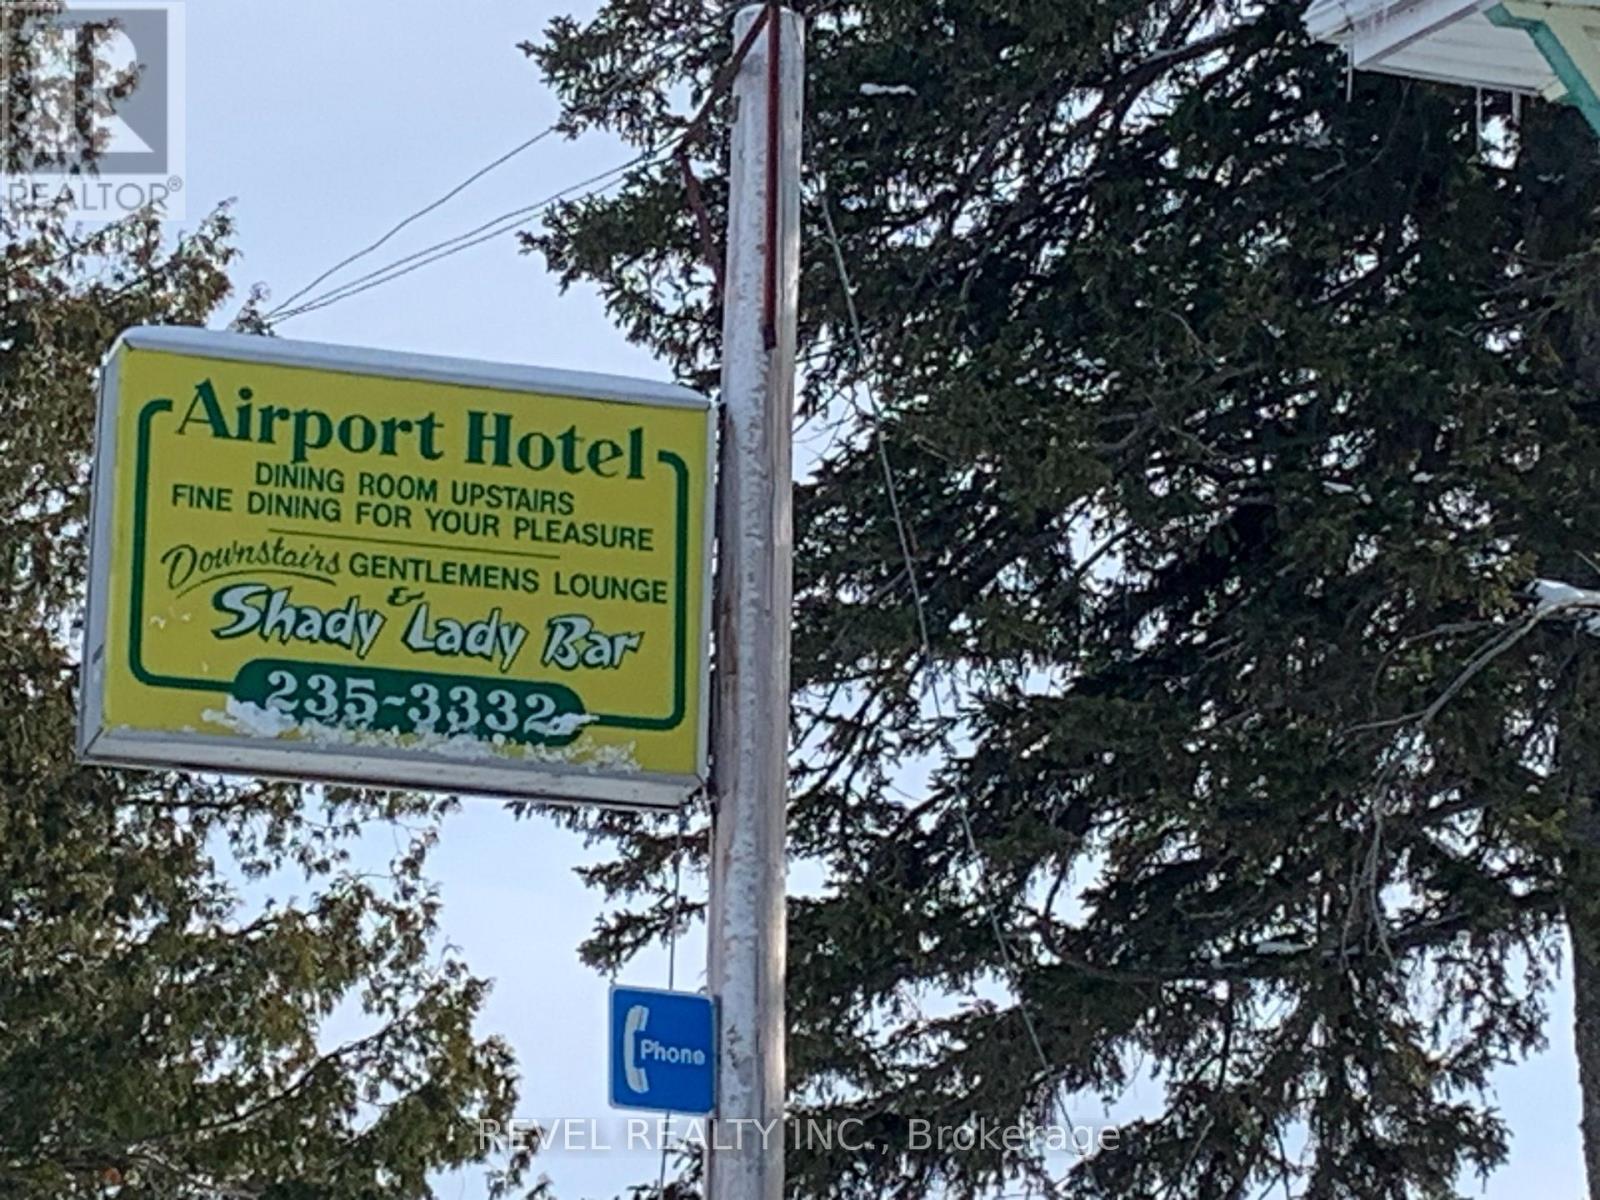 REALTOR®
Airport Hotel
DINING ROOM UPSTAIRS
FINE DINING FOR YOUR PLEASURE
Downstairs GENTLEMENS LOUNGE
&
Shady Lady Bar
235-3332
Phone
REVEL REALTY INC., Brokerage